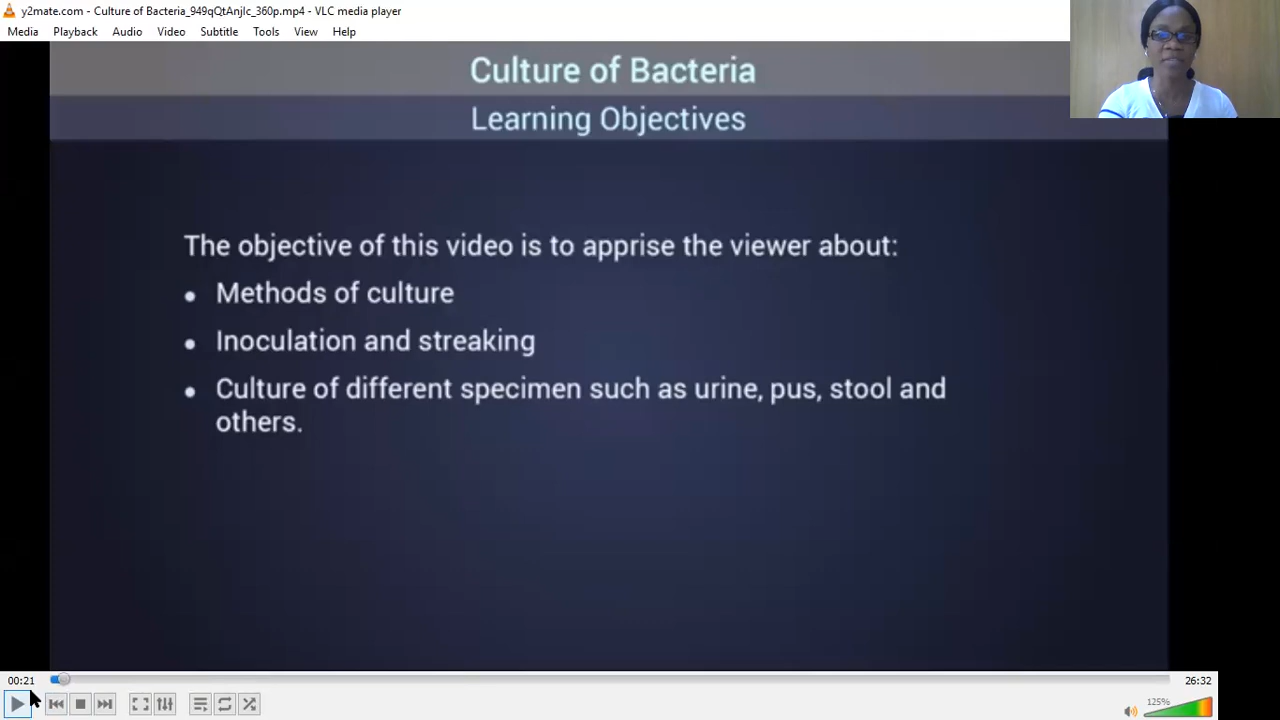 y2mate.com - Culture of Bacteria_949qQtAnjIc_360p.mp4 - VLC media player
Media Playback Audio Video Subtitle Tools View Help
Culture of Bacteria
Learning Objectives
The objective of this video is to apprise the viewer about:
• Methods of culture
• Inoculation and streaking
• Culture of different specimen such as urine, pus, stool and
others.
00:21 26:32
125%